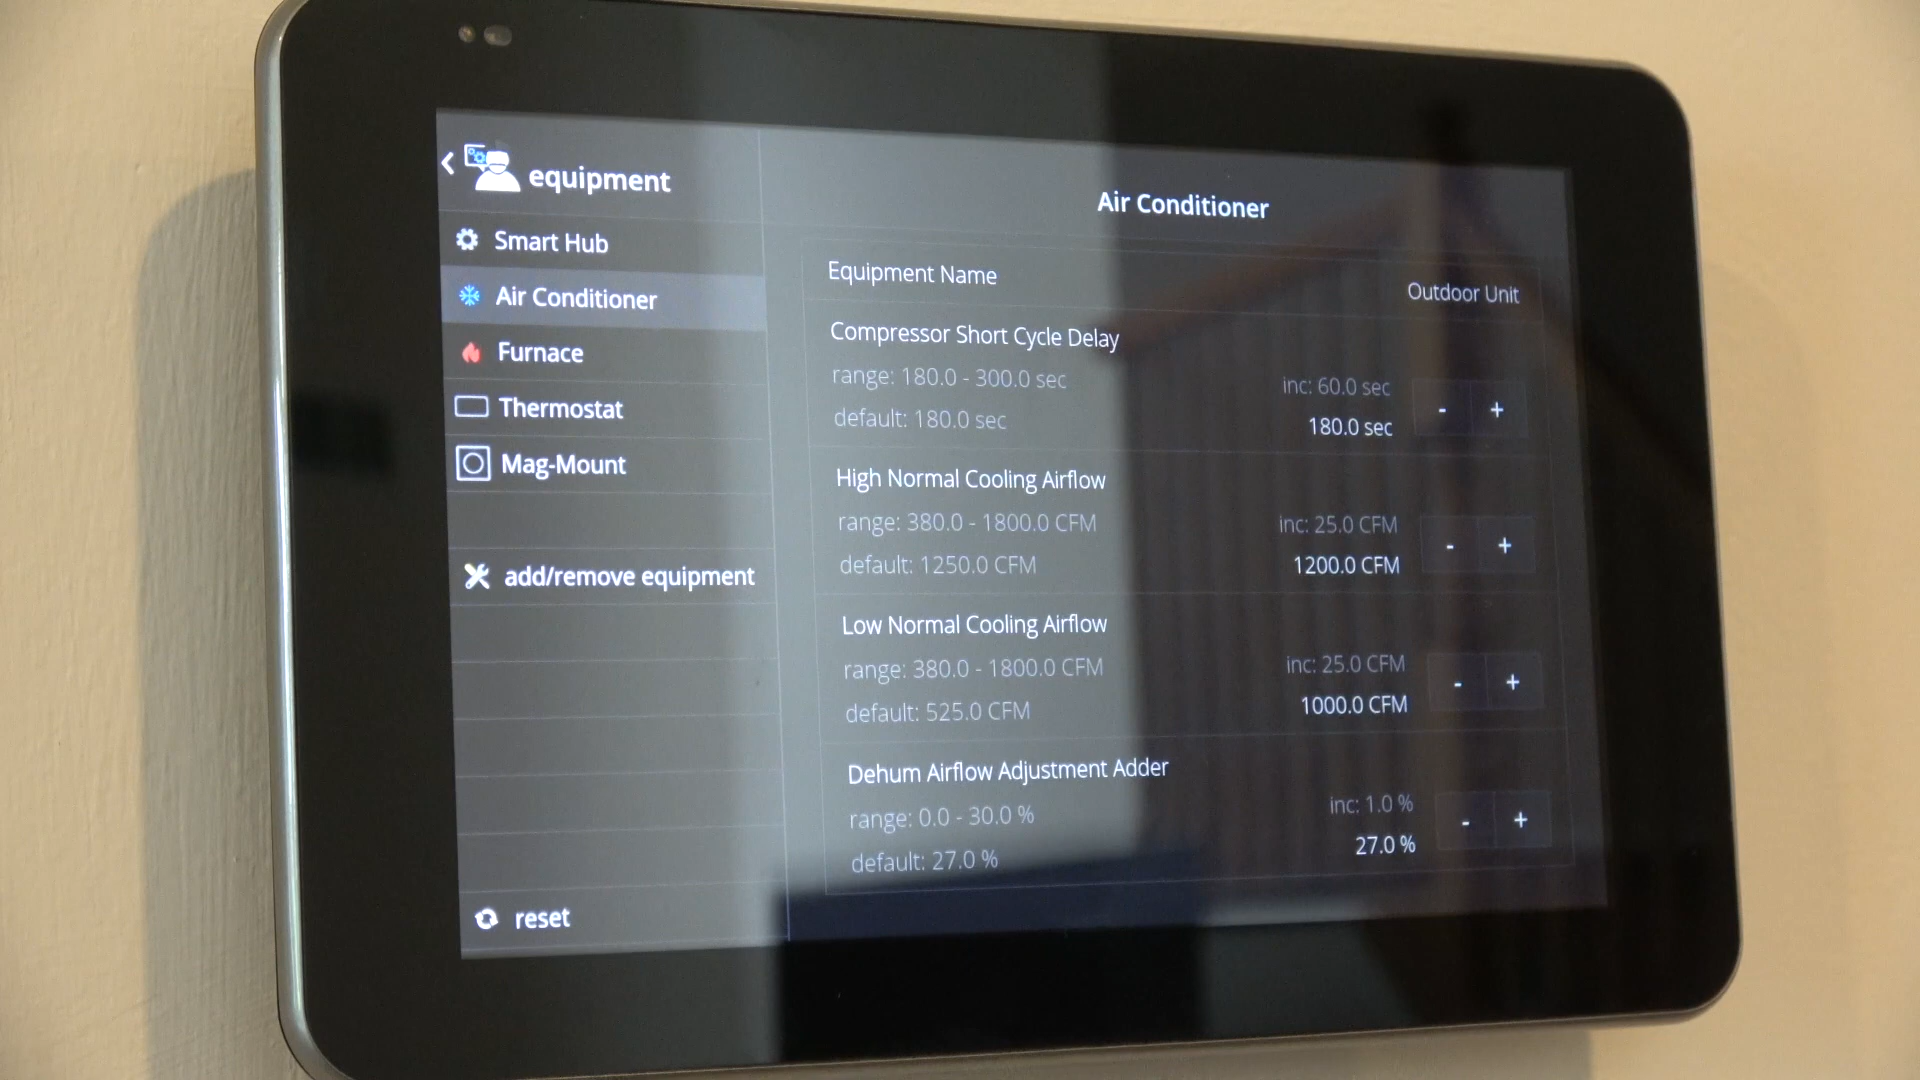 equipment
Smart Hub
Air Conditioner
Furnace
Thermostat
Mag-Mount
add/remove equipment
reset
Air Conditioner
Equipment Name
Outdoor Unit
Compressor Short Cycle Delay
range: 180.0 - 300.0 sec
inc: 60.0 sec
- +
default: 180.0 sec
180.0 sec
High Normal Cooling Airflow
range: 380.0 - 1800.0 CFM
inc: 25.0 CFM
- +
default: 1250.0 CFM
1200.0 CFM
Low Normal Cooling Airflow
range: 380.0 - 1800.0 CFM
inc: 25.0 CFM
- +
default: 525.0 CFM
1000.0 CFM
Dehum Airflow Adjustment Adder
range: 0.0 - 30.0 %
inc: 1.0 %
- +
default: 27.0 %
27.0 %